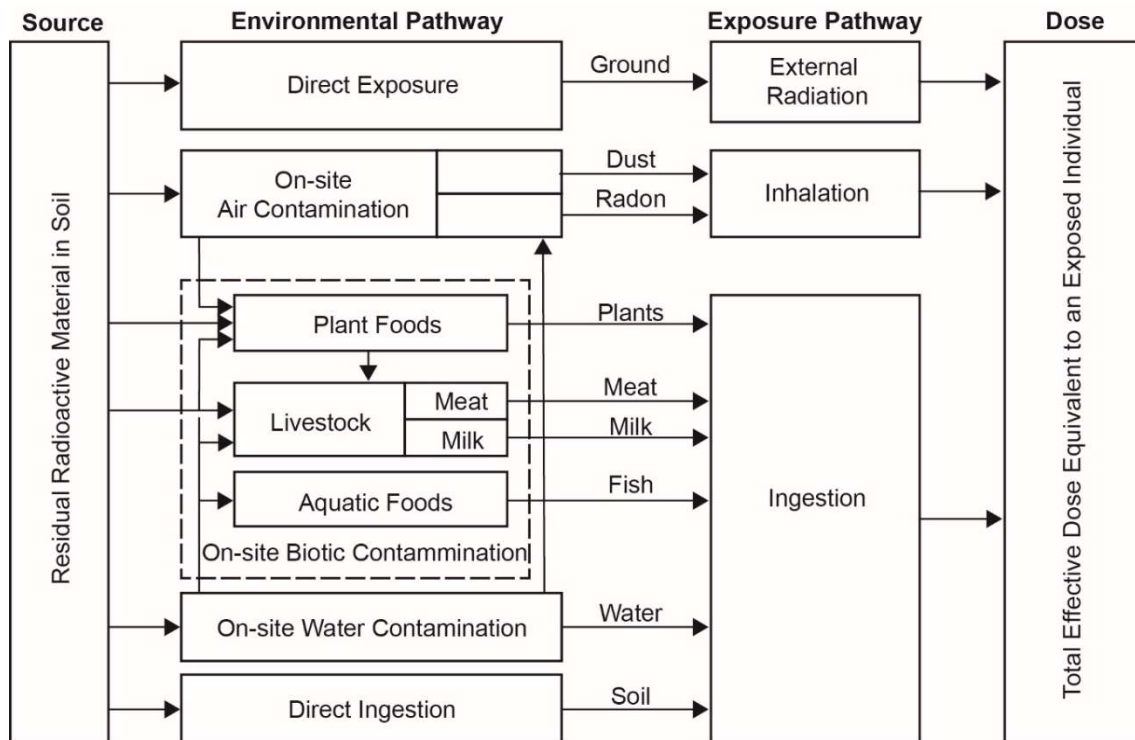 Source
Environmental Pathway
Exposure Pathway
Dose
Residual Radioactive Material in Soil
Direct Exposure
Ground
External
Radiation
On-site
Air Contamination
Dust
Radon
Inhalation
Plant Foods
Plants
Livestock
Meat
Milk
Meat
Milk
Aquatic Foods
Fish
On-site Biotic Contammination
Ingestion
On-site Water Contamination
Water
Direct Ingestion
Soil
Total Effective Dose Equivalent to an Exposed Individual